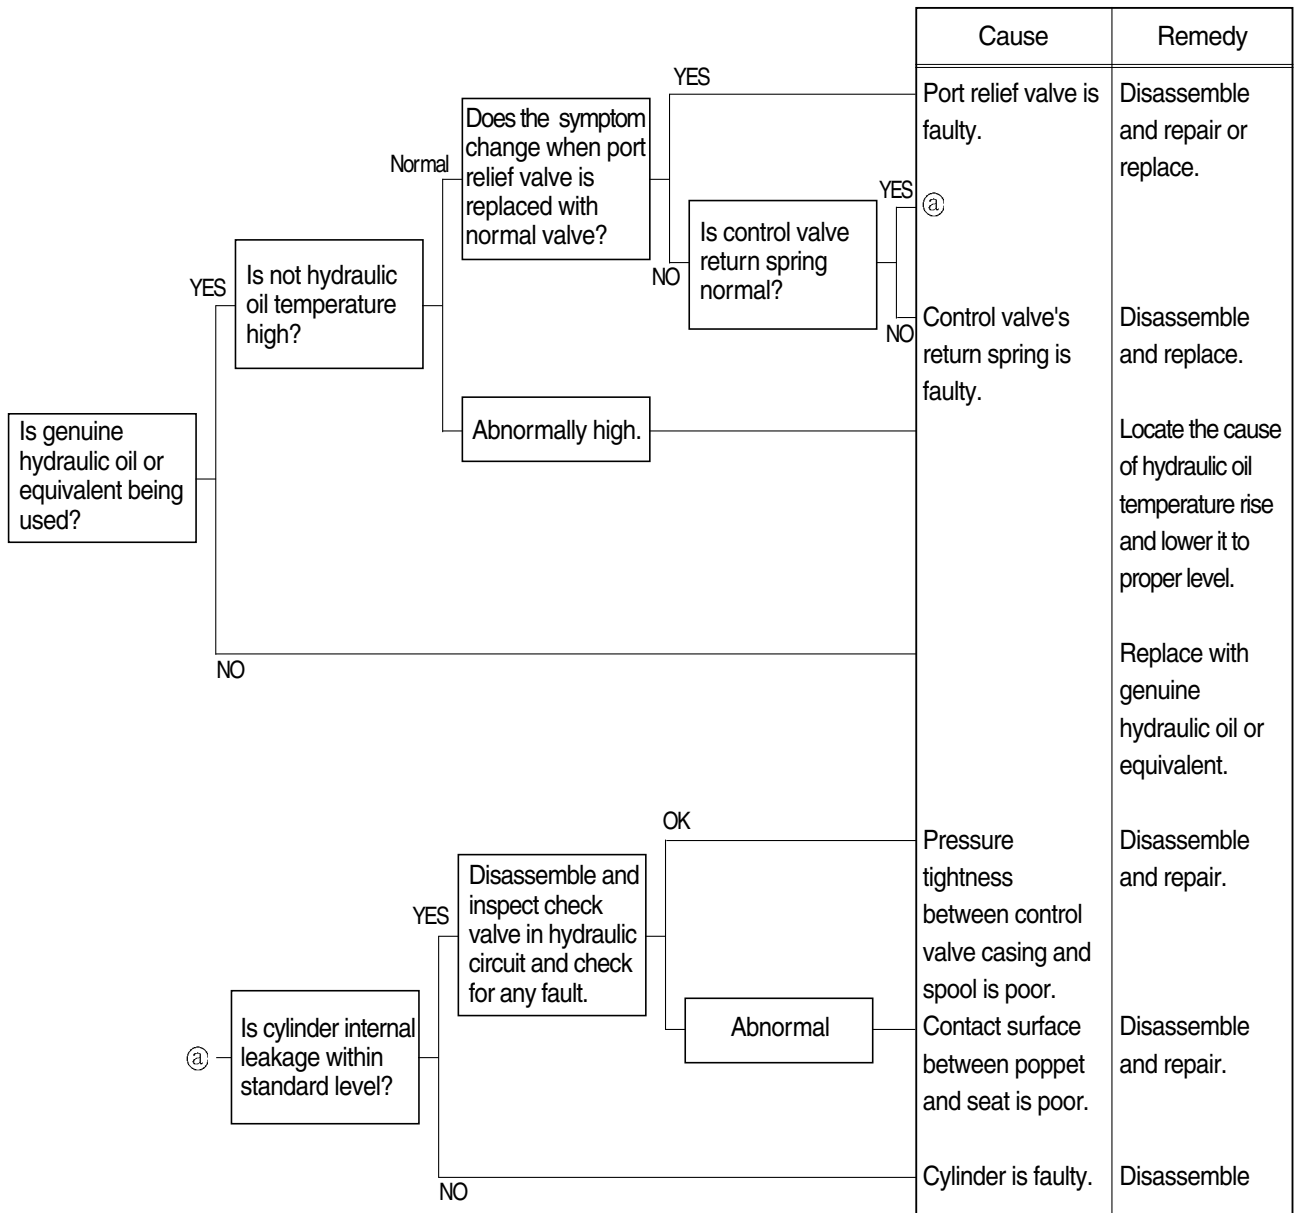 Cause
Remedy
YES
Port relief valve is
faulty.
Disassemble
and repair or
replace.
Does the symptom
change when port
relief valve is
replaced with
normal valve?
Normal
YES
ⓐ
Is control valve
return spring
normal?
NO
NO
Control valve's
return spring is
faulty.
Disassemble
and replace.
YES
Is not hydraulic
oil temperature
high?
Abnormally high.
Locate the cause
of hydraulic oil
temperature rise
and lower it to
proper level.
Is genuine
hydraulic oil or
equivalent being
used?
NO
Replace with
genuine
hydraulic oil or
equivalent.
OK
Pressure
tightness
between control
valve casing and
spool is poor.
Disassemble
and repair.
YES
Disassemble and
inspect check
valve in hydraulic
circuit and check
for any fault.
Abnormal
Contact surface
between poppet
and seat is poor.
Disassemble
and repair.
ⓐ
Is cylinder internal
leakage within
standard level?
NO
Cylinder is faulty.
Disassemble